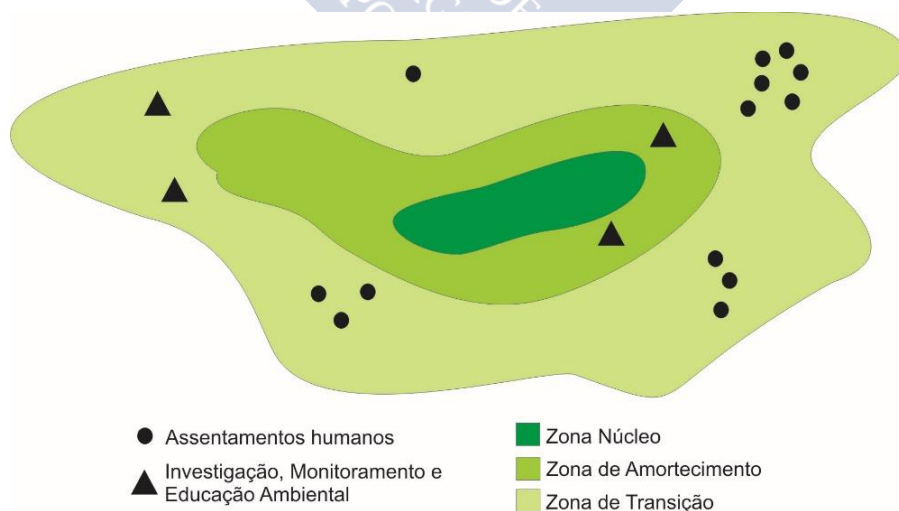 ● Assentamentos humanos
▲ Investigação, Monitoramento e
Educação Ambiental
Zona Núcleo
Zona de Amortecimento
Zona de Transição